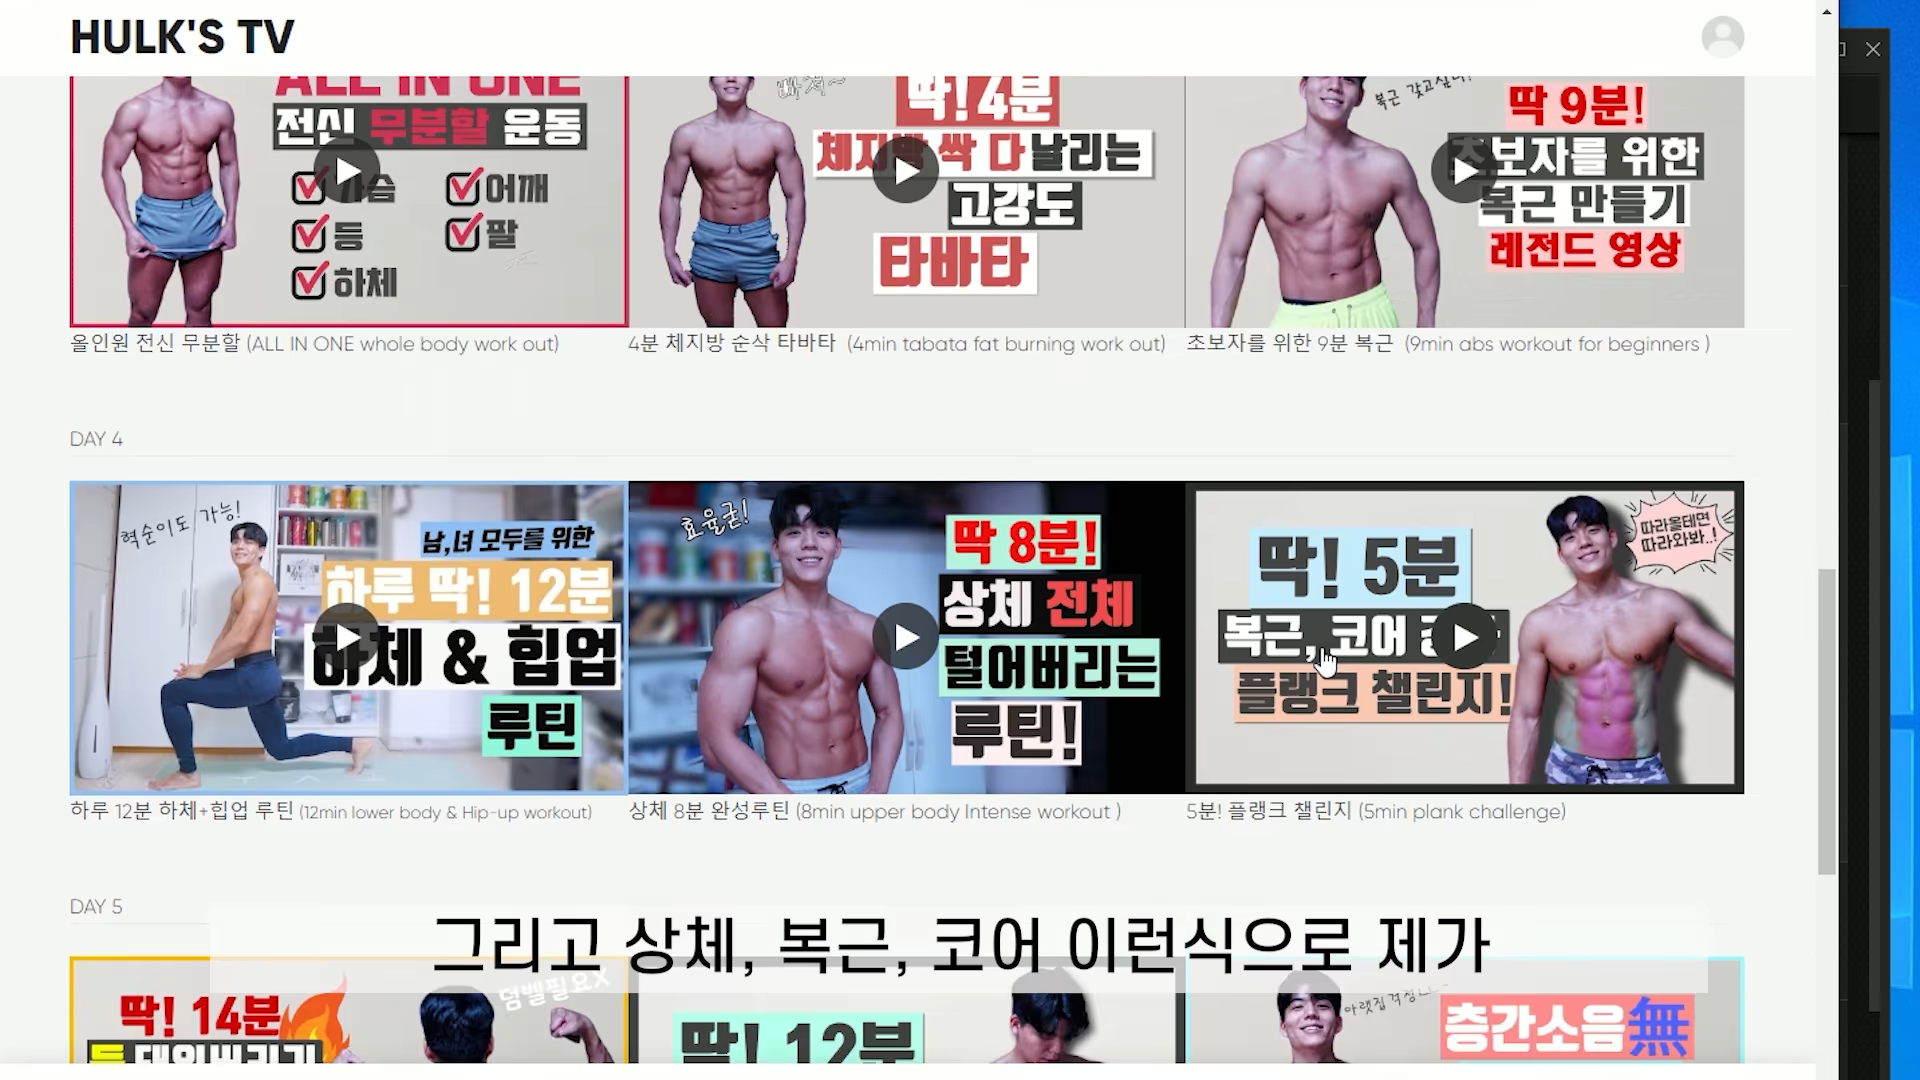 HULK'S TV
ALL IN ONE
전신 무분할 운동
가슴
어깨
등
팔
하체
딱! 4분
체지방 싹 다 날리는
고강도
타바타
딱 9분!
초보자를 위한
복근 만들기
레전드 영상
올인원 전신 무분할 (ALL IN ONE whole body work out)
4분 체지방 순삭 타바타 (4min tabata fat burning work out)
초보자를 위한 9분 복근 (9min abs workout for beginners )
DAY 4
혁순이도 가능!
남,녀 모두를 위한
하루 딱! 12분
하체 & 힙업
루틴
효율굳!
딱 8분!
상체 전체
털어버리는
루틴!
딱! 5분
복근, 코어
플랭크 챌린지!
따라올테면
따라와봐..!
하루 12분 하체+힙업 루틴 (12min lower body & Hip-up workout)
상체 8분 완성루틴 (8min upper body Intense workout )
5분! 플랭크 챌린지 (5min plank challenge)
DAY 5
그리고 상체, 복근, 코어 이런식으로 제가
덤벨필요X
딱! 14분
딱! 12분
층간소음無